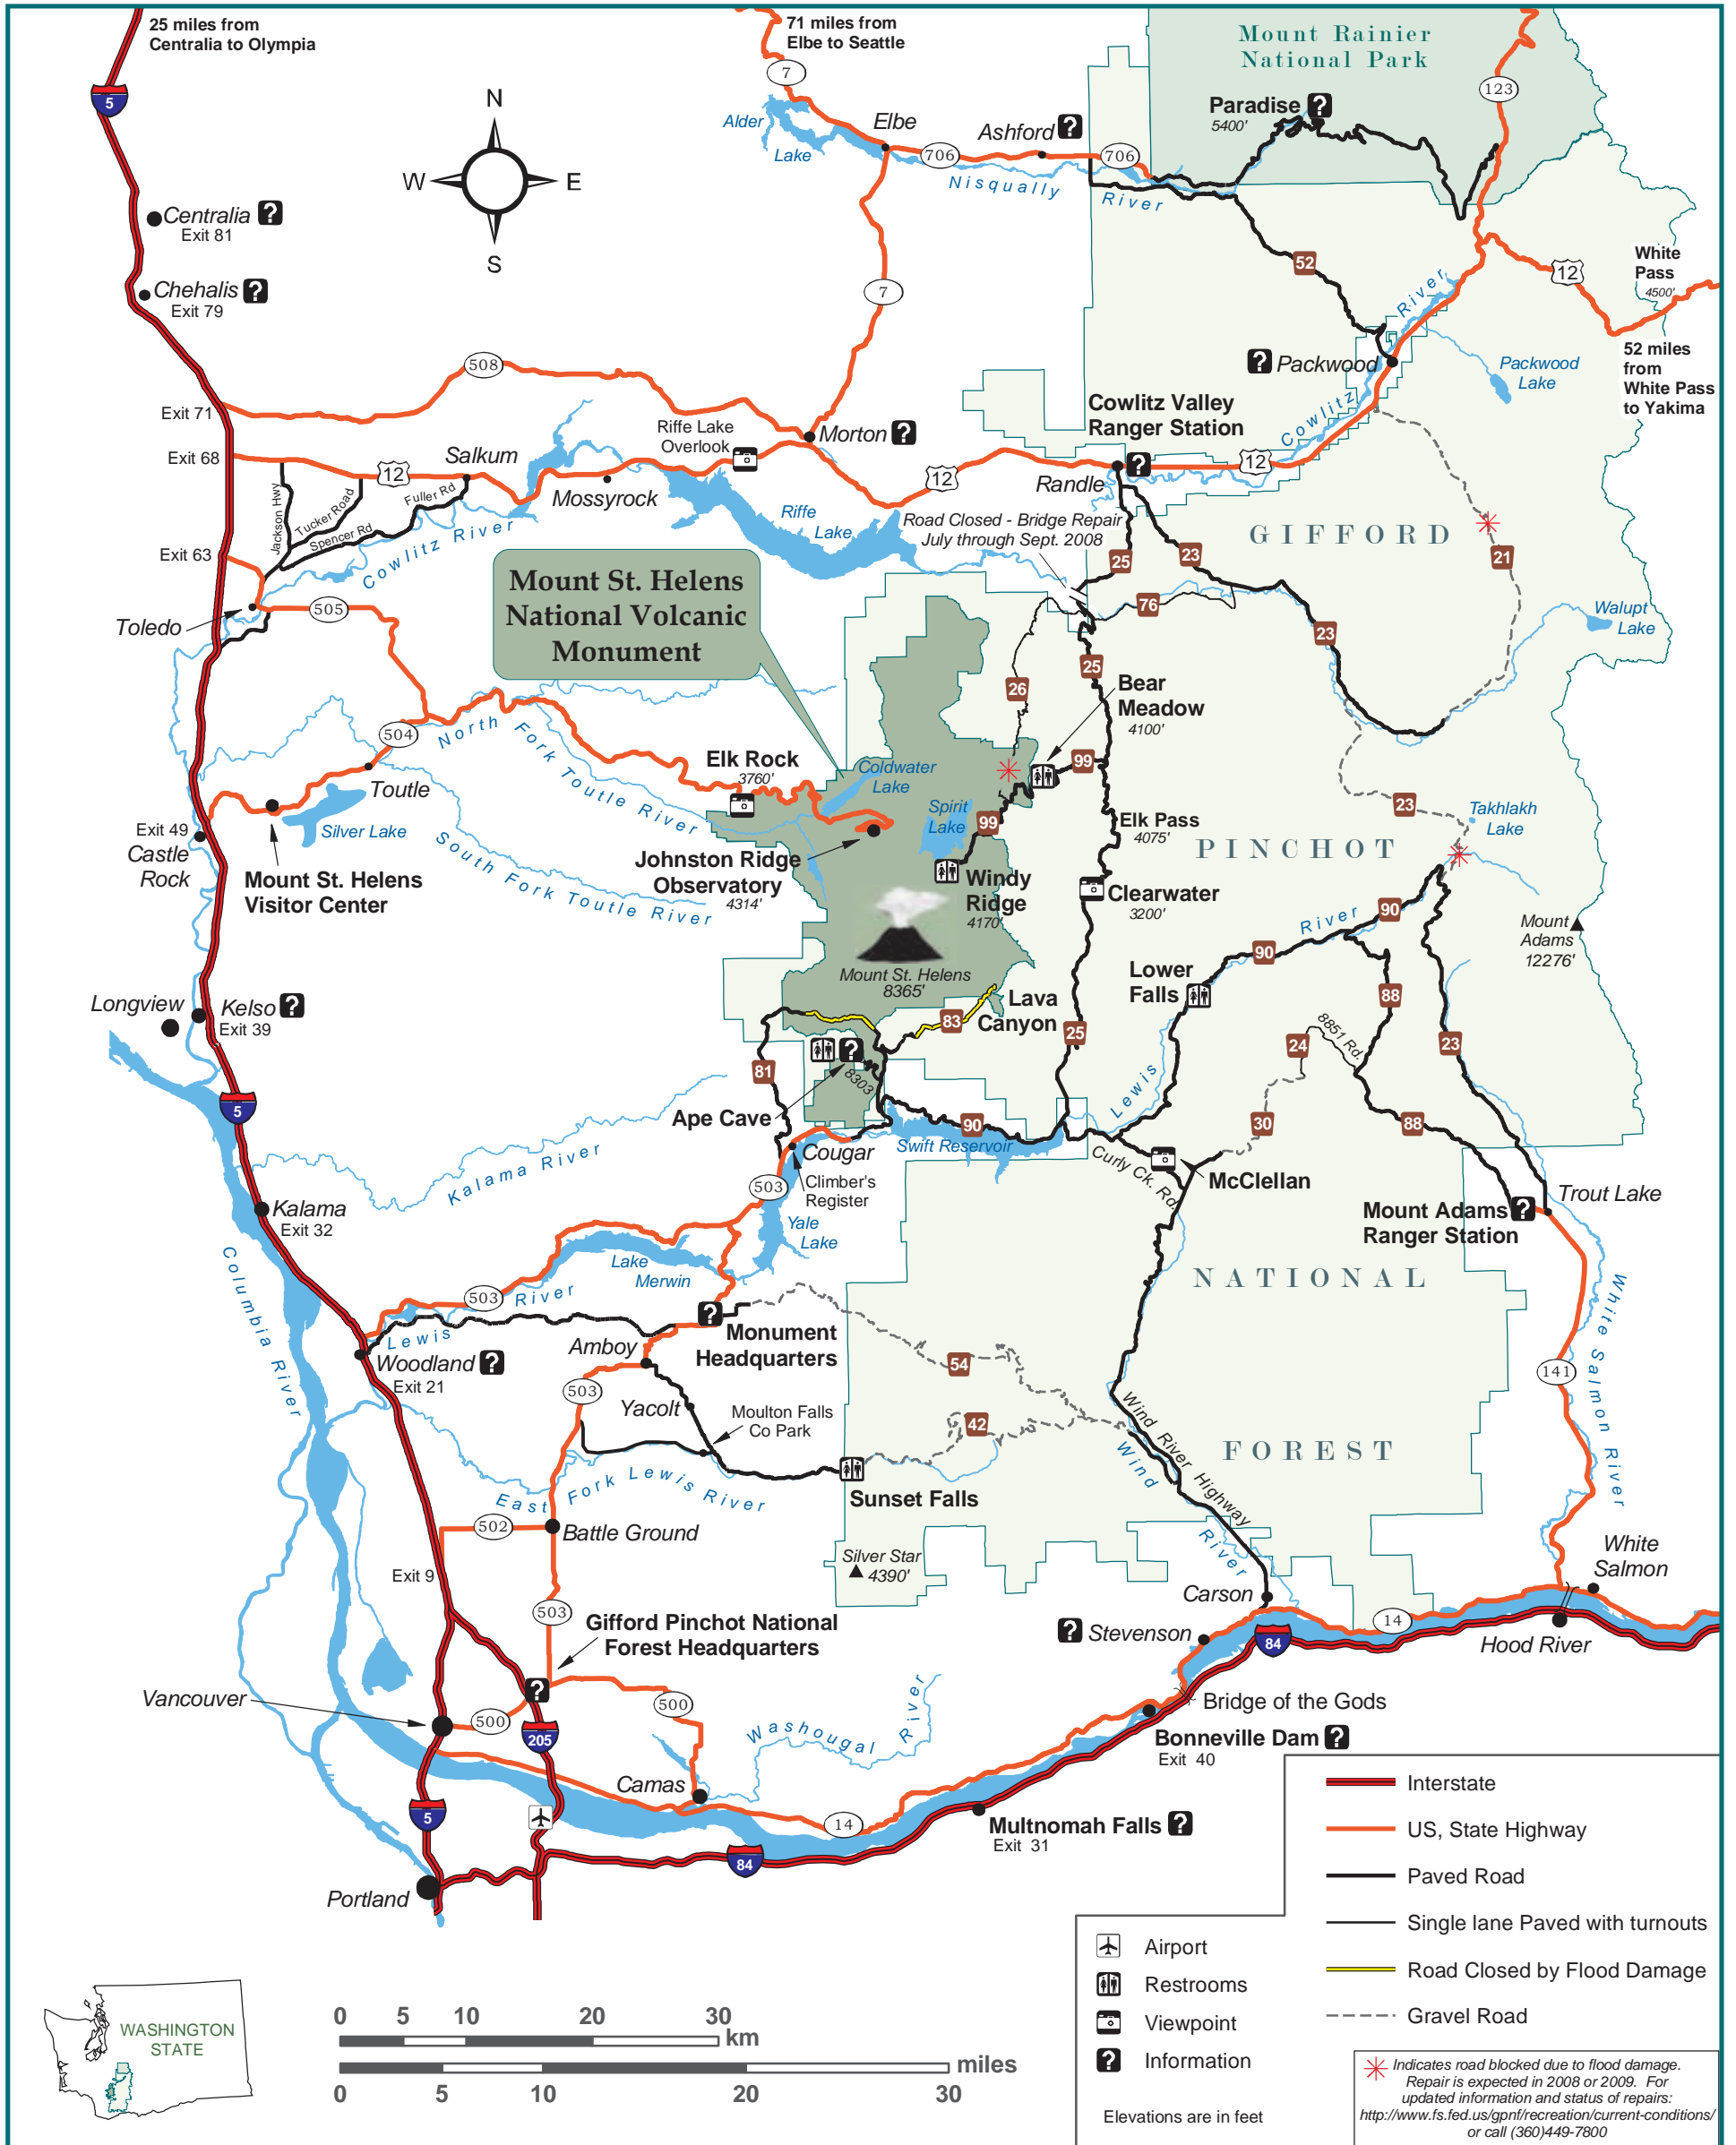 25 miles from
Centralia to Olympia
71 miles from
Elbe to Seattle
Mount Rainier
National Park
5
7
123
N
W
E
S
Alder
Lake
Elbe
Ashford ?
Paradise ?
5400'
706
706
Nisqually River
Centralia ?
Exit 81
Chehalis ?
Exit 79
7
52
12
White
Pass
4500'
River
52 miles
from
White Pass
to Yakima
? Packwood
Packwood
Lake
508
Exit 71
Cowlitz Valley
Ranger Station
Cowlitz
Riffe Lake
Overlook
Morton ?
Exit 68
Salkum
12
Mossyrock
12
?
12
Randle
Jackson Hwy
Tucker Road
Fuller Rd
Spencer Rd
Cowlitz River
Riffe
Lake
Road Closed - Bridge Repair
July through Sept. 2008
GIFFORD
Exit 63
25
23
21
Mount St. Helens
National Volcanic
Monument
505
Toledo
76
23
Walupt
Lake
25
26
Bear
Meadow
4100'
504
North Fork Toutle River
Elk Rock
3760'
Coldwater
Lake
99
Toutle
Spirit
Lake
99
Elk Pass
4075'
23
Takhlakh
Lake
Exit 49
Castle
Rock
Silver Lake
PINCHOT
Johnston Ridge
Observatory
4314'
Mount St. Helens
Visitor Center
South Fork Toutle River
Windy
Ridge
4170'
Clearwater
3200'
90
River
Mount
Adams
12276'
90
Mount St. Helens
8365'
Lower
Falls
Longview
Kelso ?
Exit 39
Lava
Canyon
83
88
25
24
8851 Rd.
23
?
81
8303
5
Ape Cave
Lewis
30
88
90
Swift Reservoir
Cougar
Kalama River
Curly Ck. Rd.
McClellan
503
Climber's
Register
Kalama
Exit 32
Yale
Lake
Trout Lake
Mount Adams ?
Ranger Station
Lake
Merwin
NATIONAL
Columbia River
503
River
Lewis
?
Monument
Headquarters
White Salmon River
Woodland ?
Exit 21
Amboy
54
141
503
Yacolt
Moulton Falls
Co Park
42
Wind River Highway
Wind
River
FOREST
East Fork Lewis River
Sunset Falls
502
Battle Ground
Silver Star
4390'
White
Salmon
Exit 9
Carson
503
Gifford Pinchot National
Forest Headquarters
? Stevenson
14
84
Hood River
?
Vancouver
500
500
205
Washougal River
Bridge of the Gods
Bonneville Dam ?
Exit 40
Camas
5
14
Multnomah Falls ?
Exit 31
84
Portland
Interstate
US, State Highway
Paved Road
Single lane Paved with turnouts
Road Closed by Flood Damage
Gravel Road
Airport
Restrooms
Viewpoint
? Information
Elevations are in feet
Indicates road blocked due to flood damage.
Repair is expected in 2008 or 2009. For
updated information and status of repairs:
http://www.fs.fed.us/gpnf/recreation/current-conditions/
or call (360)449-7800
WASHINGTON
STATE
0 5 10 20 30
km
miles
0 5 10 20 30